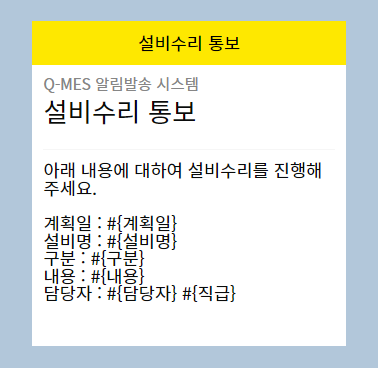 설비수리 통보
Q-MES 알림발송 시스템
설비수리 통보
아래 내용에 대하여 설비수리를 진행해
주세요.
계획일 : #{계획일}
설비명 : #{설비명}
구분 : #{구분}
내용 : #{내용}
담당자 : #{담당자} #{직급}